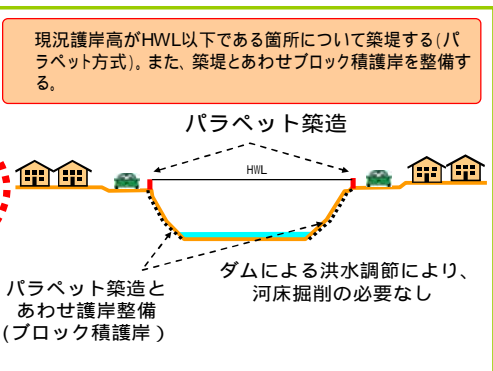 現況護岸高がHWL以下である箇所について築堤する(パ
ラペット方式)。また、築堤とあわせブロック積護岸を整備す
る。
パラペット築造
HWL
パラペット築造と
あわせ護岸整備
(ブロック積護岸)
ダムによる洪水調節により、
河床掘削の必要なし